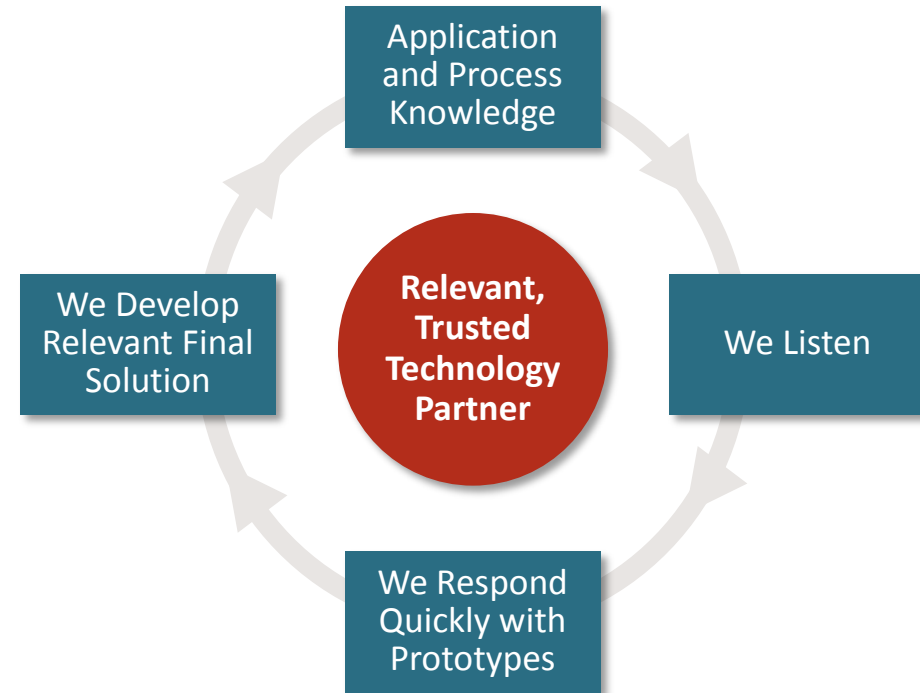 Application
and Process
Knowledge
We Develop
Relevant Final
Solution
Relevant,
Trusted
Technology
Partner
We Listen
We Respond
Quickly with
Prototypes